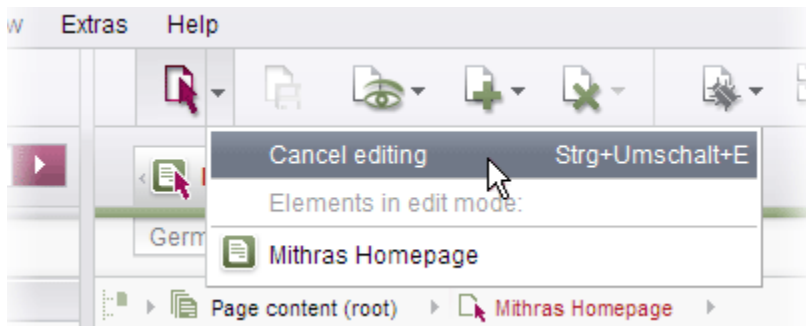 w Extras Help
Cancel editing Strg+Umschalt+E
Elements in edit mode:
Germ
Mithras Homepage
Page content (root) Mithras Homepage